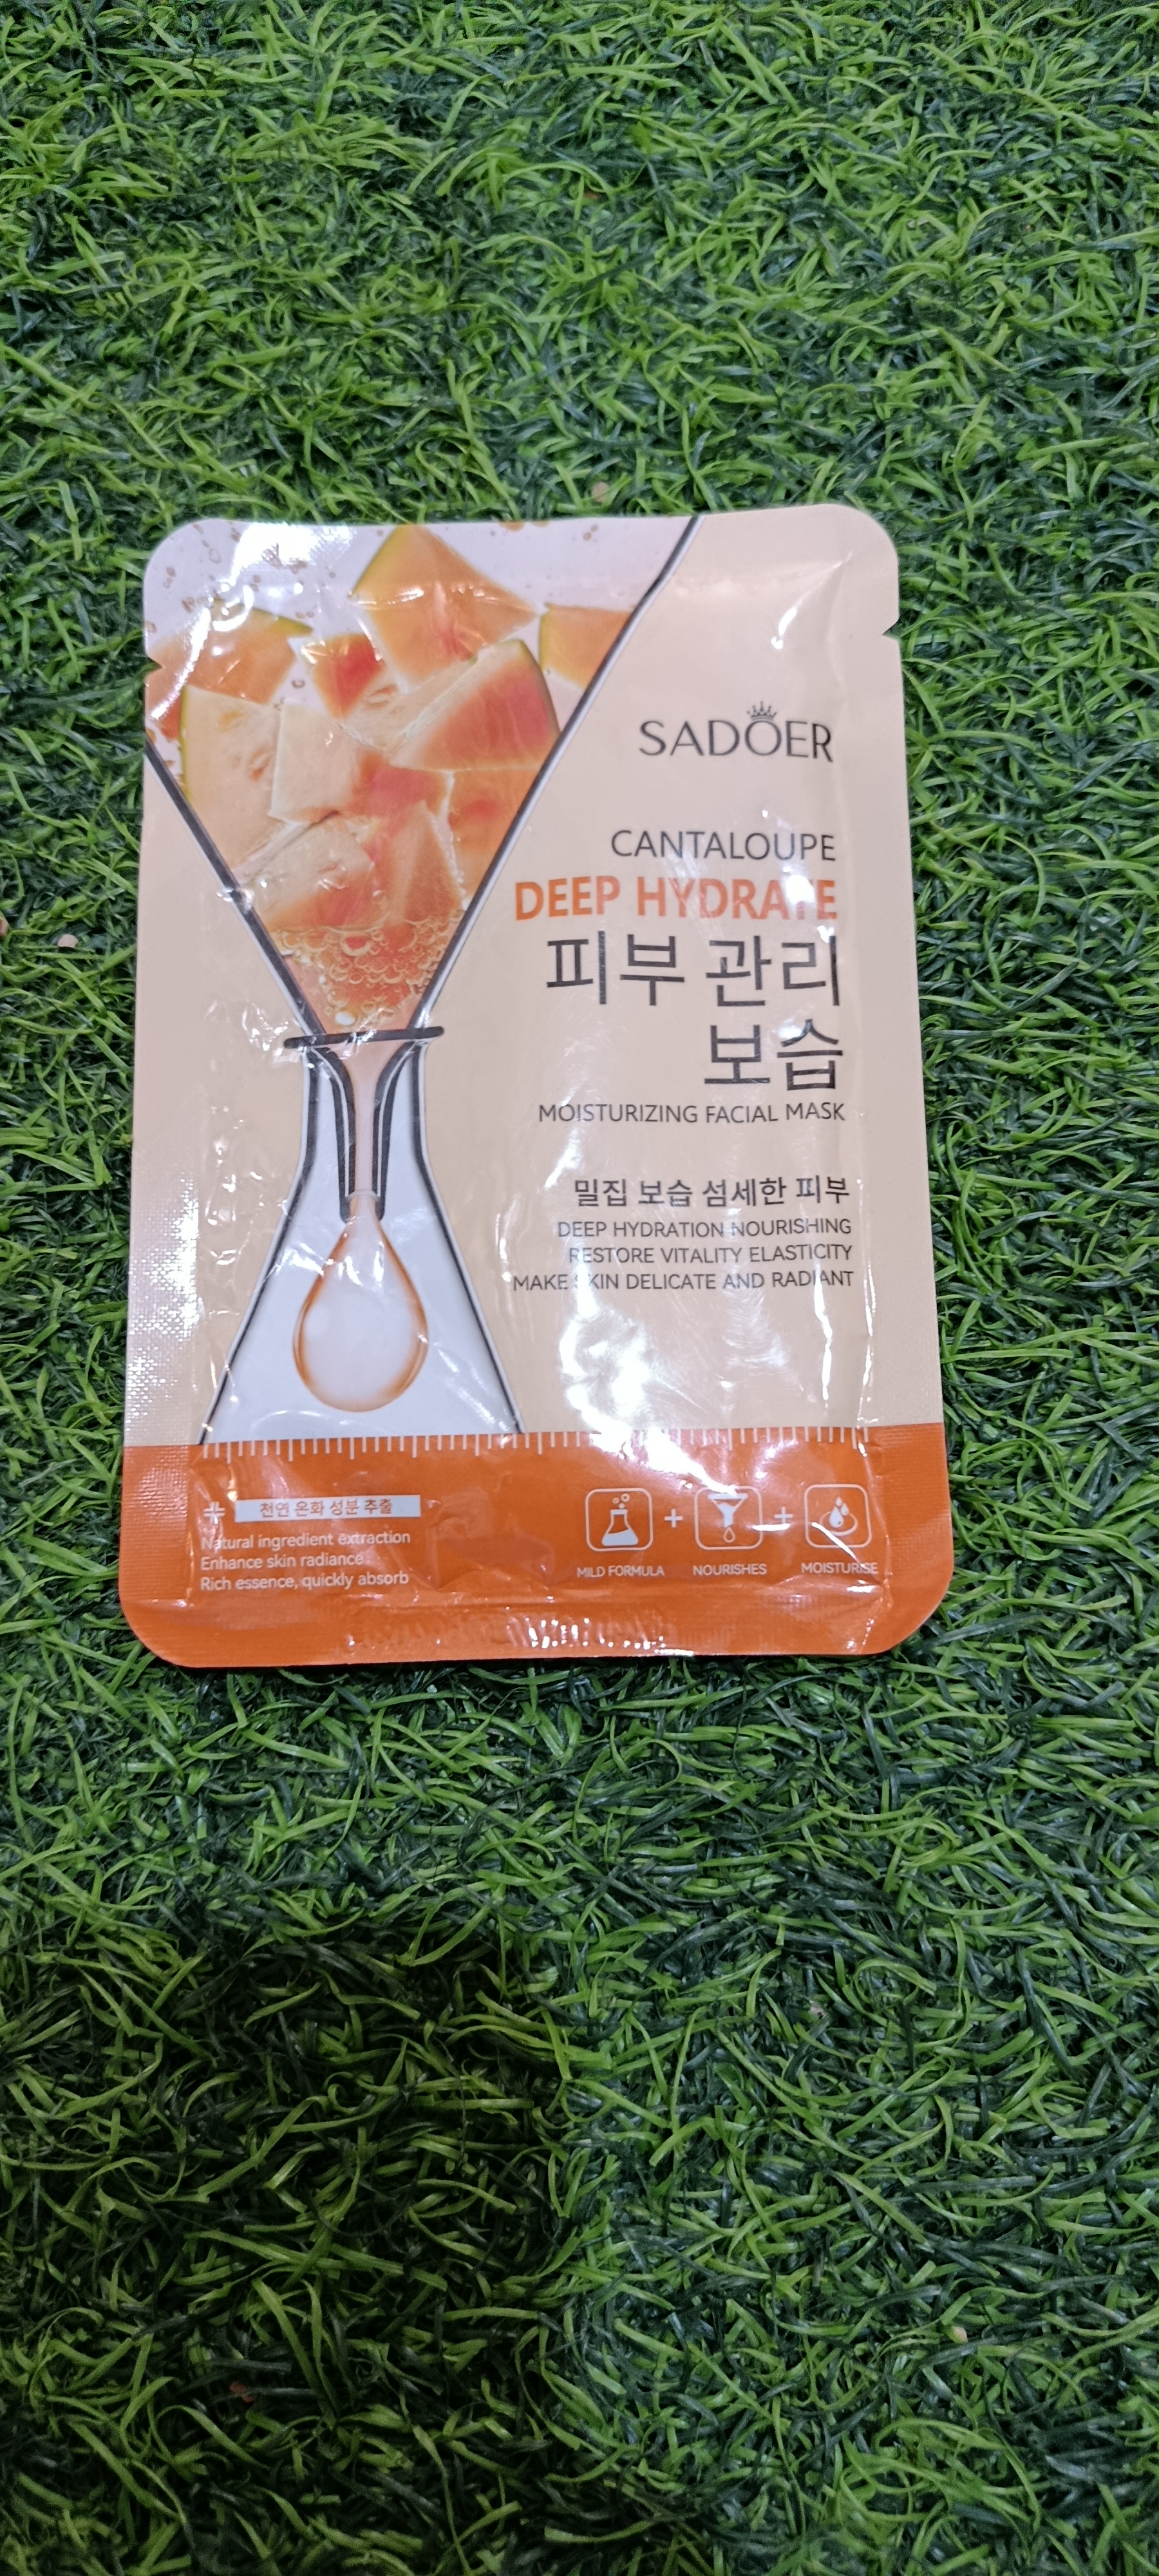 SADOER
CANTALOUPE
DEEP HYDRATE
피부 관리
보습
MOISTURIZING FACIAL MASK
밀집 보습 섬세한 피부
DEEP HYDRATION NOURISHING
RESTORE VITALITY ELASTICITY
MAKE SKIN DELICATE AND RADIANT
천연 온화 성분 추출
Natural ingredient extraction
Enhance skin radiance
Rich essence, quickly absorb
MILD FORMULA + NOURISHES + MOISTURISE